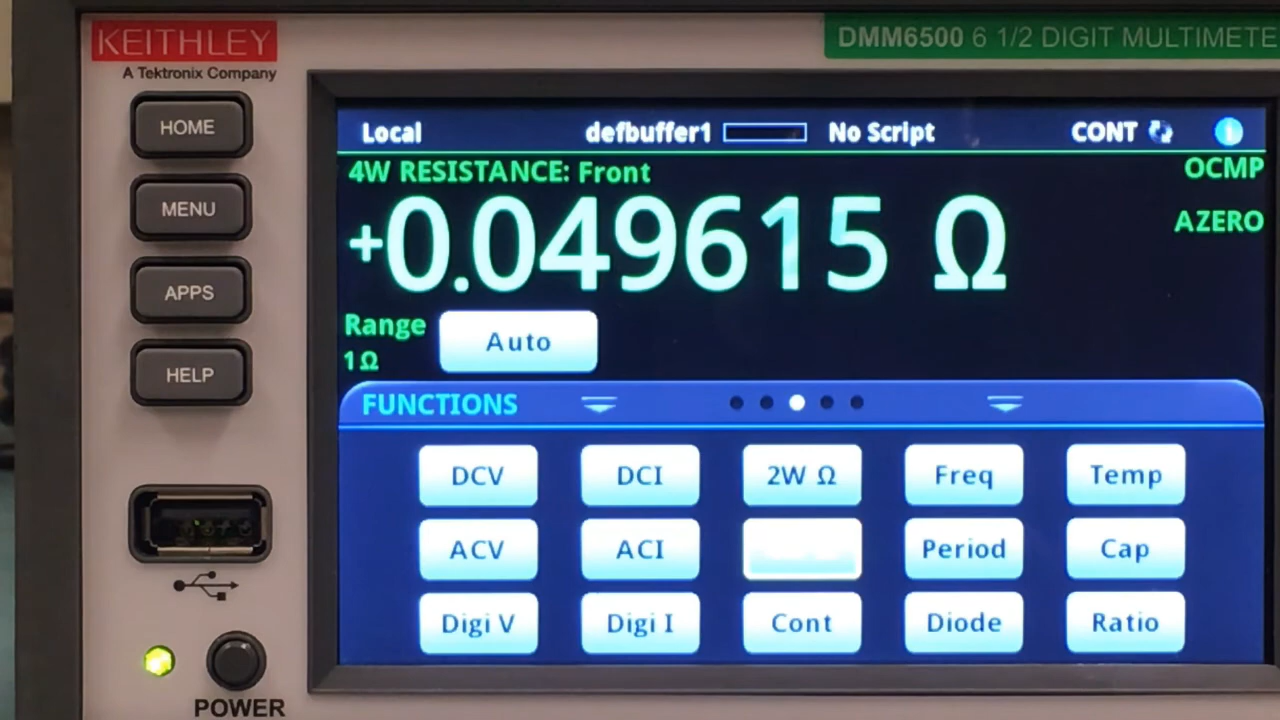 KEITHLEY
A Tektronix Company
DMM6500 6 1/2 DIGIT MULTIMETE
HOME
MENU
APPS
HELP
POWER
Local defbuffer1 No Script CONT
4W RESISTANCE: Front OCMP
+0.049615 Ω AZERO
Range
1Ω
Auto
FUNCTIONS
DCV DCI 2W Ω Freq Temp
ACV ACI Period Cap
Digi V Digi I Cont Diode Ratio